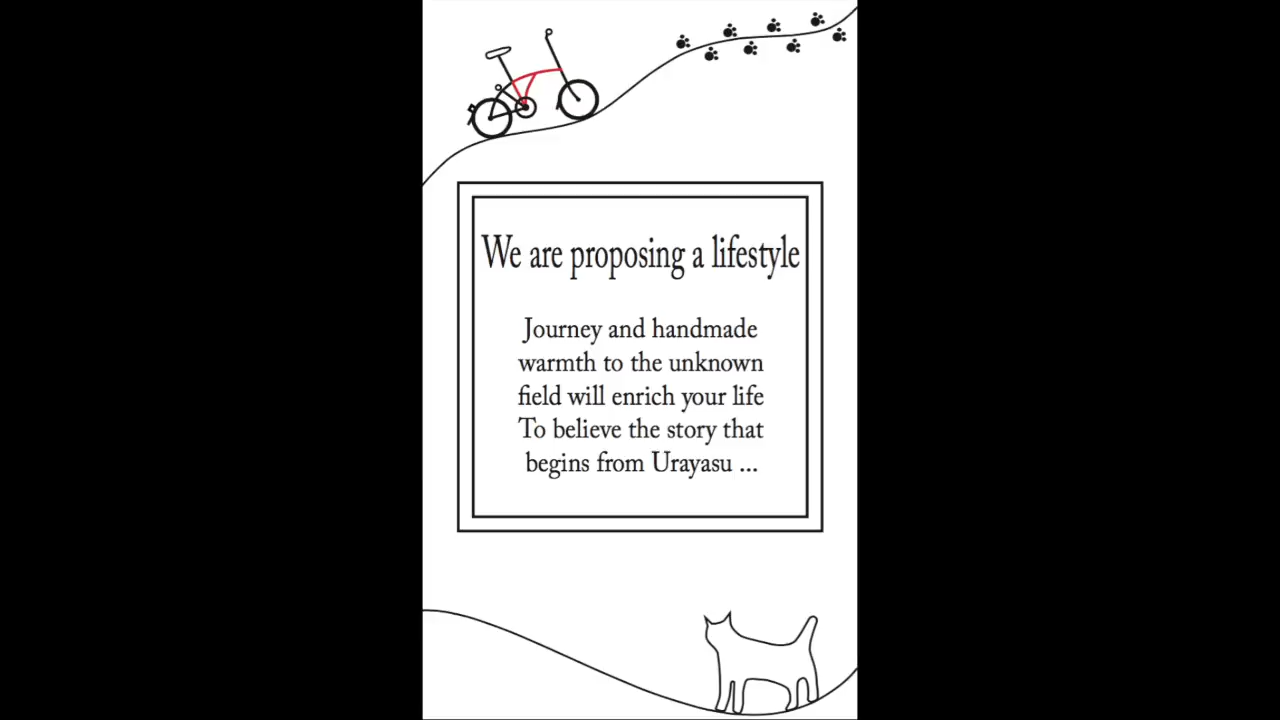 We are proposing a lifestyle
Journey and handmade
warmth to the unknown
field will enrich your life
To believe the story that
begins from Urayasu ...